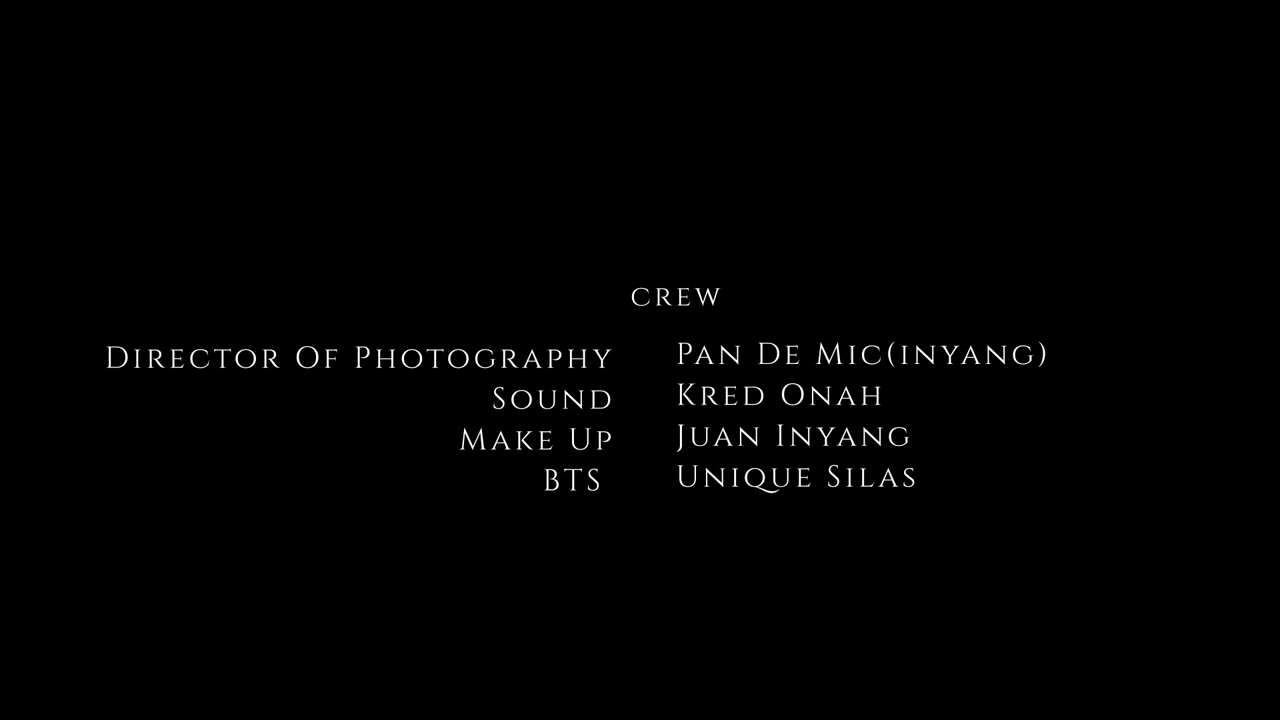 CREW
Director Of Photography Pan De Mic(inyang)
Sound Kred Onah
Make Up Juan Inyang
BTS Unique Silas